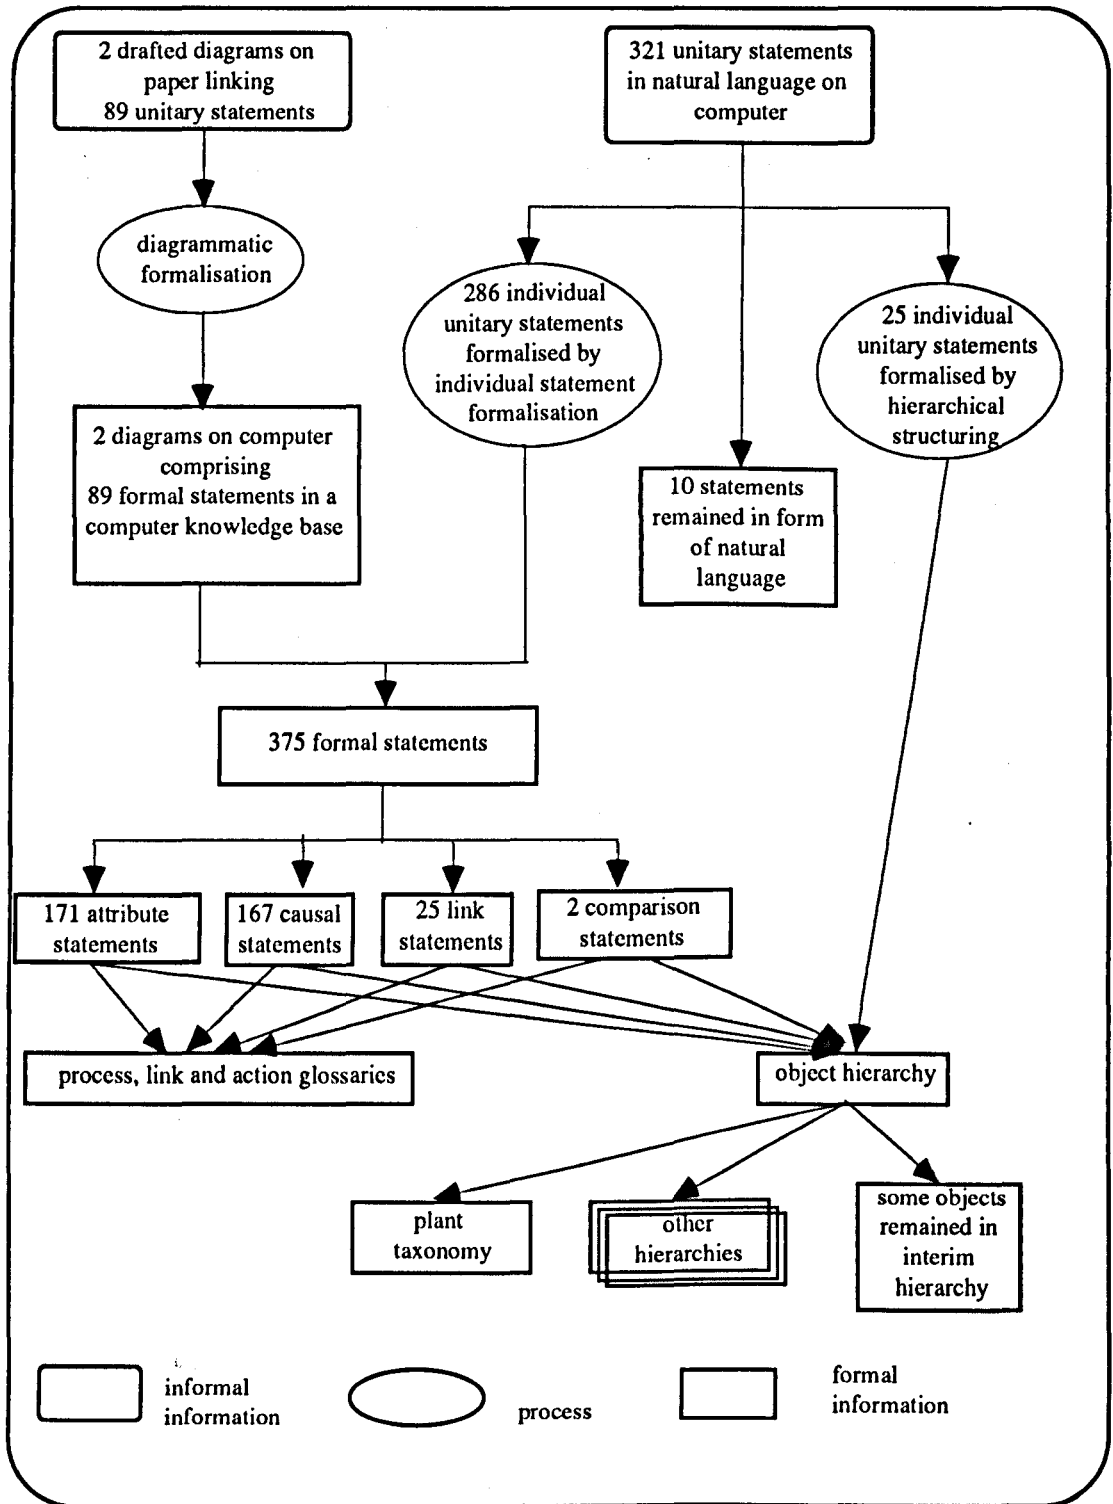 2 drafted diagrams on
paper linking
89 unitary statements
321 unitary statements
in natural language on
computer
diagrammatic
formalisation
286 individual
unitary statements
formalised by
individual statement
formalisation
25 individual
unitary statements
formalised by
hierarchical
structuring
2 diagrams on computer
comprising
89 formal statements in a
computer knowledge base
10 statements
remained in form
of natural
language
375 formal statements
171 attribute
statements
167 causal
statements
25 link
statements
2 comparison
statements
process, link and action glossaries
object hierarchy
plant
taxonomy
other
hierarchies
some objects
remained in
interim
hierarchy
informal
information
process
formal
information